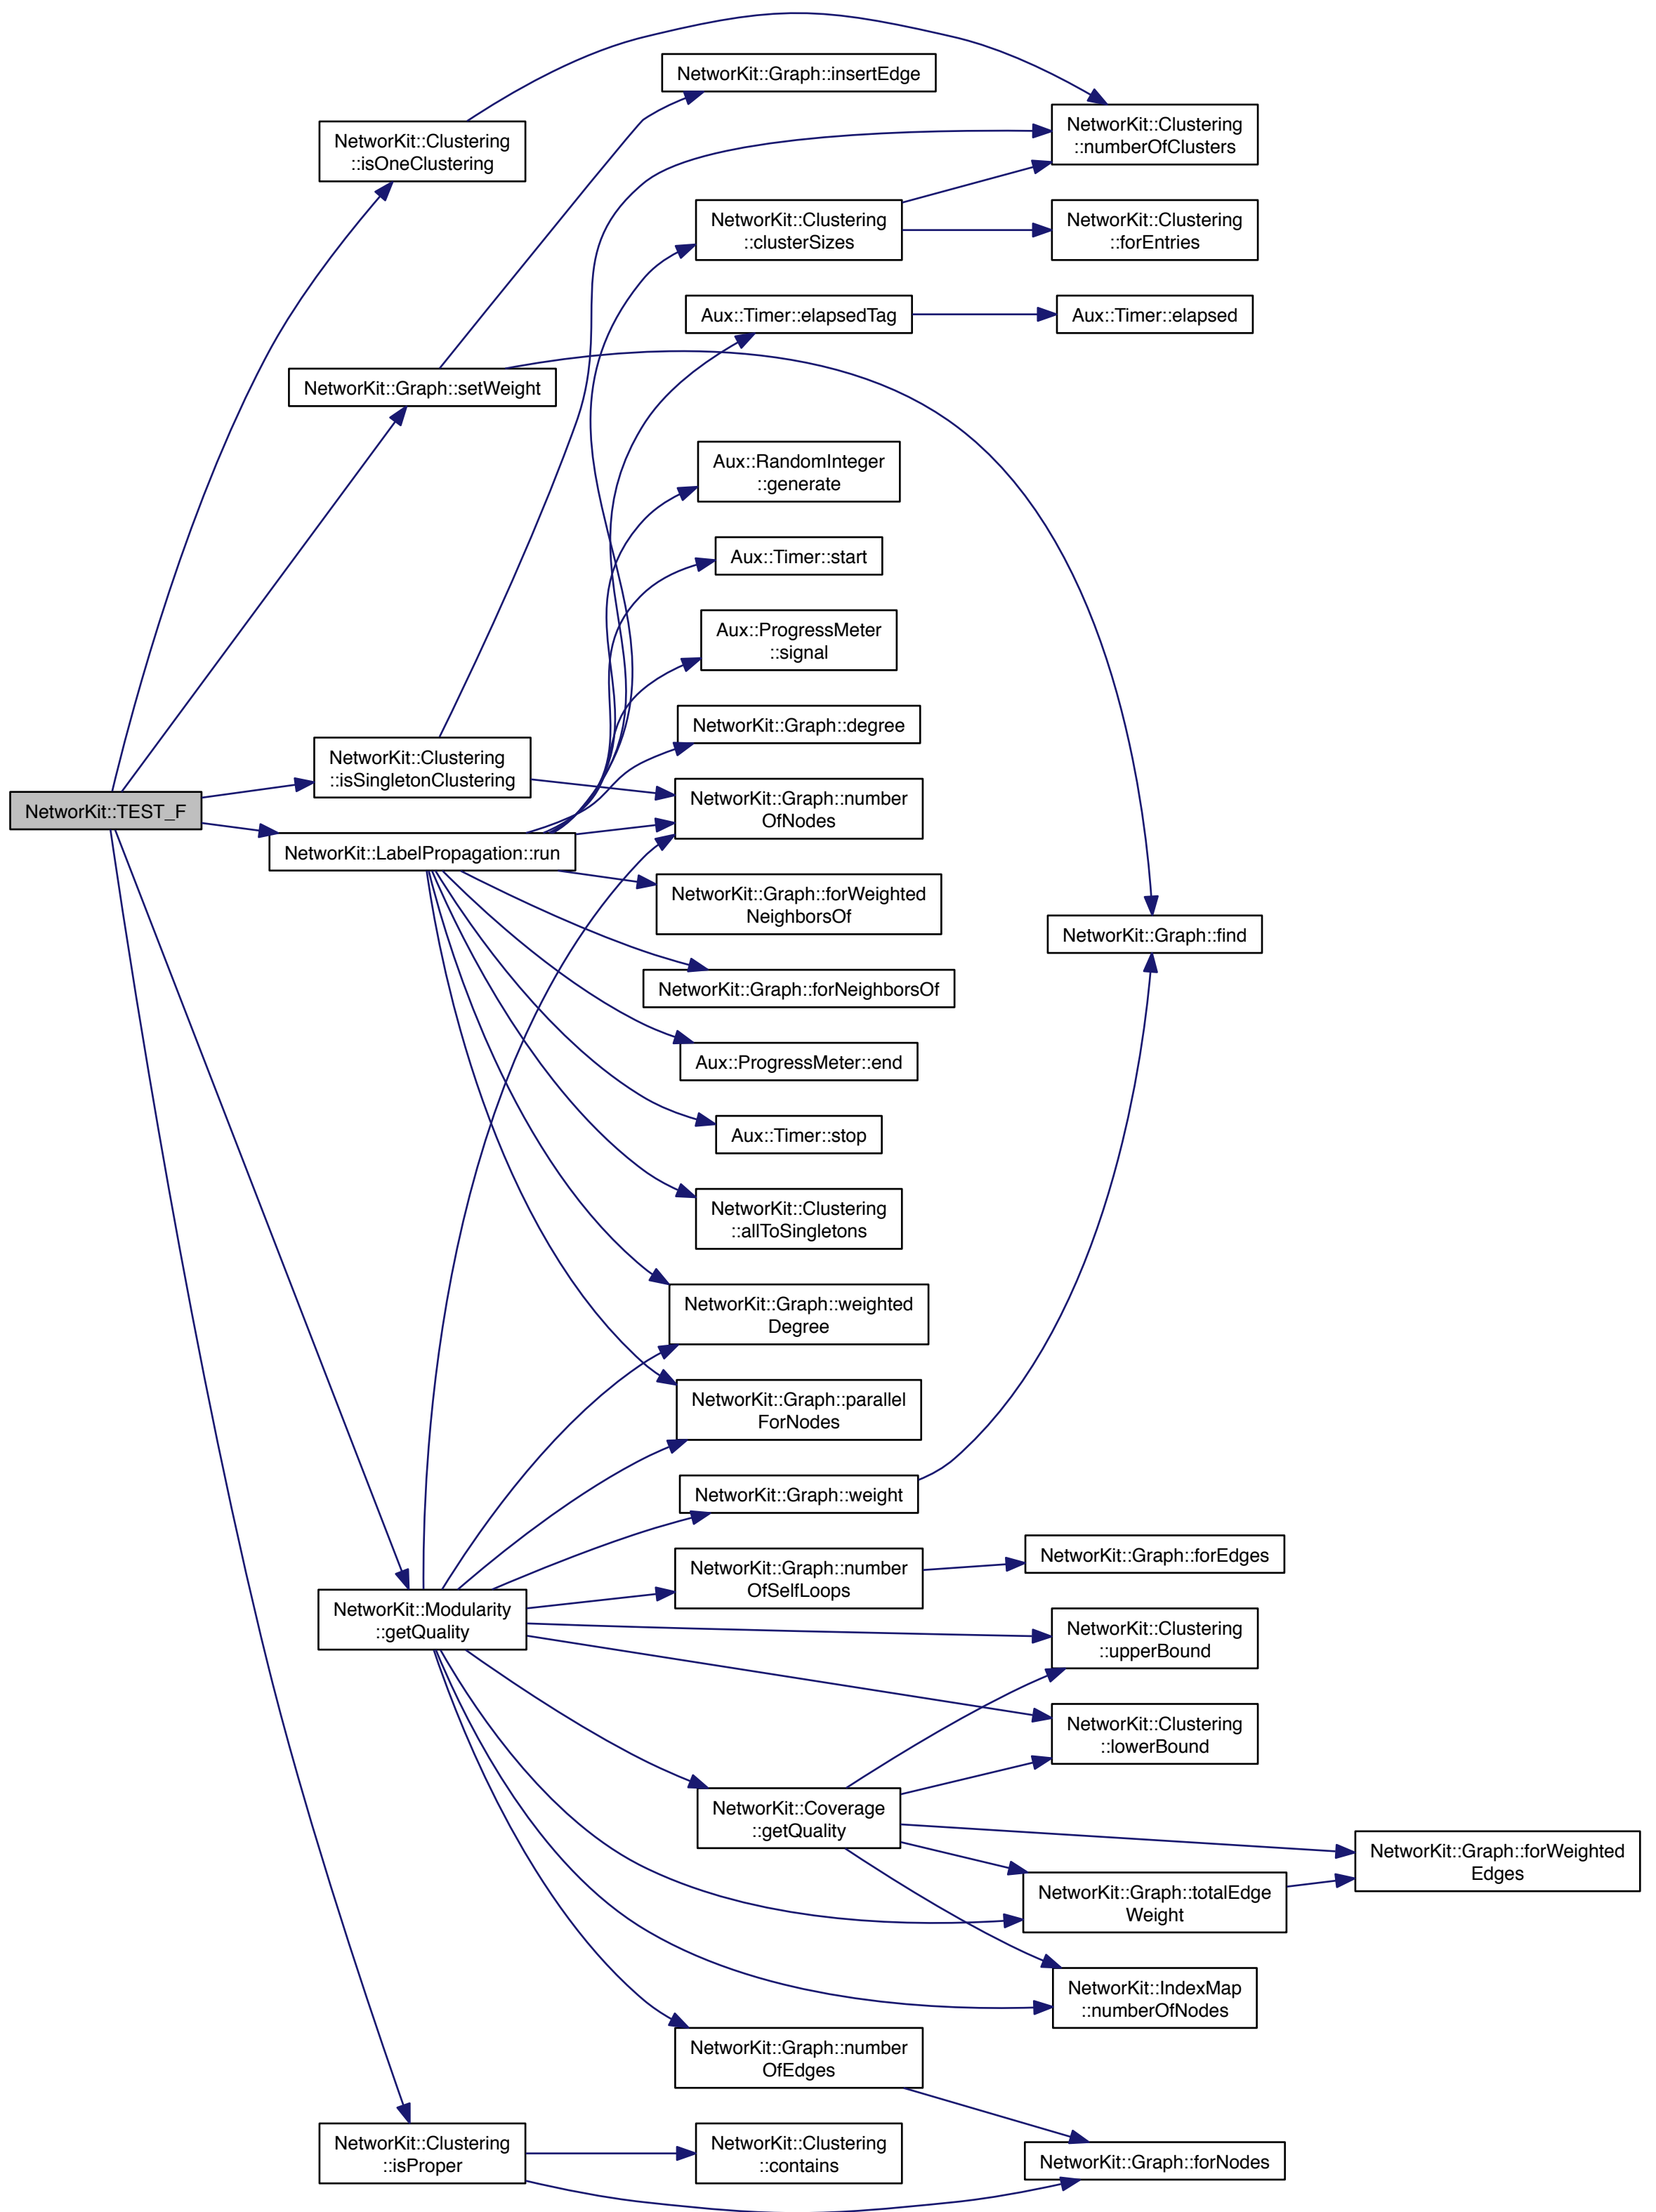 NetworKit::Graph::insertEdge
NetworKit::Clustering
::numberOfClusters
NetworKit::Clustering
::isOneClustering
NetworKit::Clustering
::clusterSizes
NetworKit::Clustering
::forEntries
Aux::Timer::elapsedTag
Aux::Timer::elapsed
NetworKit::Graph::setWeight
Aux::RandomInteger
::generate
Aux::Timer::start
Aux::ProgressMeter
::signal
NetworKit::Graph::degree
NetworKit::Clustering
::isSingletonClustering
NetworKit::Graph::number
OfNodes
NetworKit::TEST_F
NetworKit::LabelPropagation::run
NetworKit::Graph::forWeighted
NeighborsOf
NetworKit::Graph::find
NetworKit::Graph::forNeighborsOf
Aux::ProgressMeter::end
Aux::Timer::stop
NetworKit::Clustering
::allToSingletons
NetworKit::Graph::weighted
Degree
NetworKit::Graph::parallel
ForNodes
NetworKit::Graph::weight
NetworKit::Graph::forEdges
NetworKit::Graph::number
OfSelfLoops
NetworKit::Modularity
::getQuality
NetworKit::Clustering
::upperBound
NetworKit::Clustering
::lowerBound
NetworKit::Coverage
::getQuality
NetworKit::Graph::forWeighted
Edges
NetworKit::Graph::totalEdge
Weight
NetworKit::IndexMap
::numberOfNodes
NetworKit::Graph::number
OfEdges
NetworKit::Clustering
::isProper
NetworKit::Clustering
::contains
NetworKit::Graph::forNodes